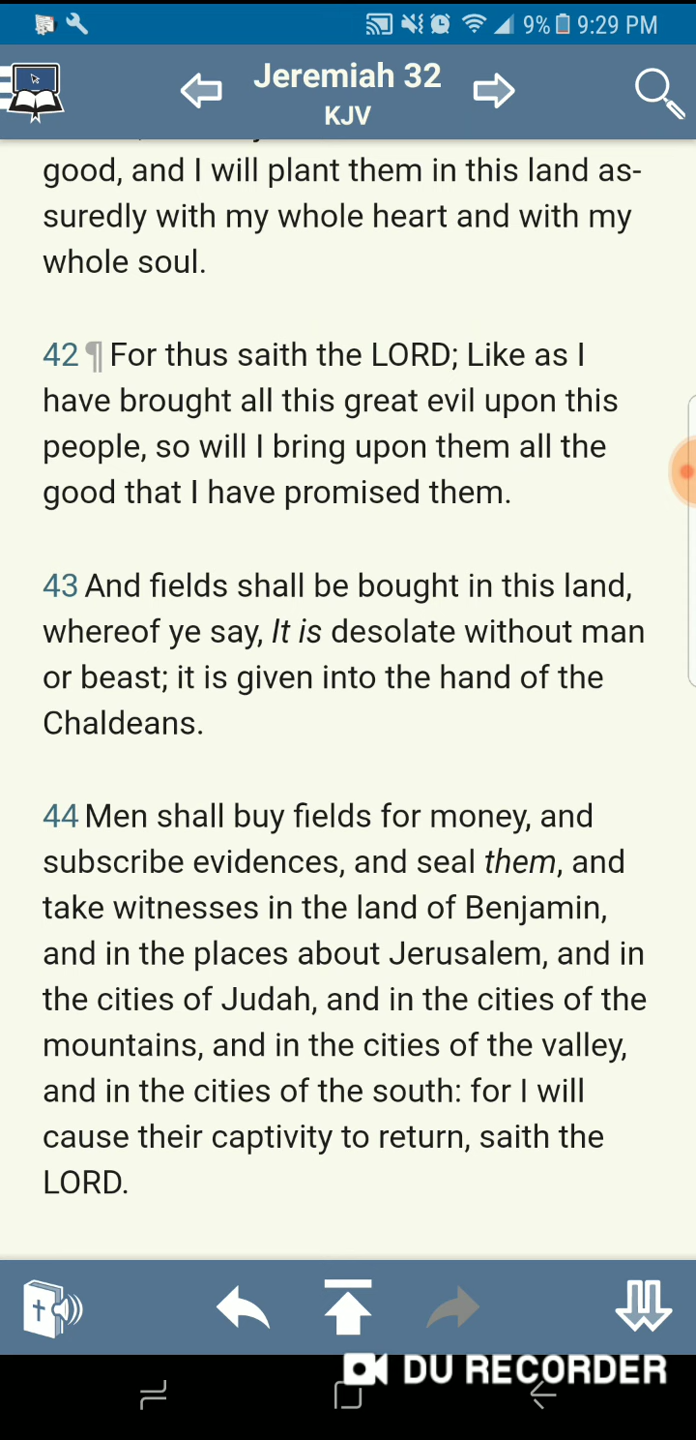 9% 9:29 PM
Jeremiah 32
KJV
good, and I will plant them in this land as-
suredly with my whole heart and with my
whole soul.
42 ¶ For thus saith the LORD; Like as I
have brought all this great evil upon this
people, so will I bring upon them all the
good that I have promised them.
43 And fields shall be bought in this land,
whereof ye say, It is desolate without man
or beast; it is given into the hand of the
Chaldeans.
44 Men shall buy fields for money, and
subscribe evidences, and seal them, and
take witnesses in the land of Benjamin,
and in the places about Jerusalem, and in
the cities of Judah, and in the cities of the
mountains, and in the cities of the valley,
and in the cities of the south: for I will
cause their captivity to return, saith the
LORD.
DU RECORDER